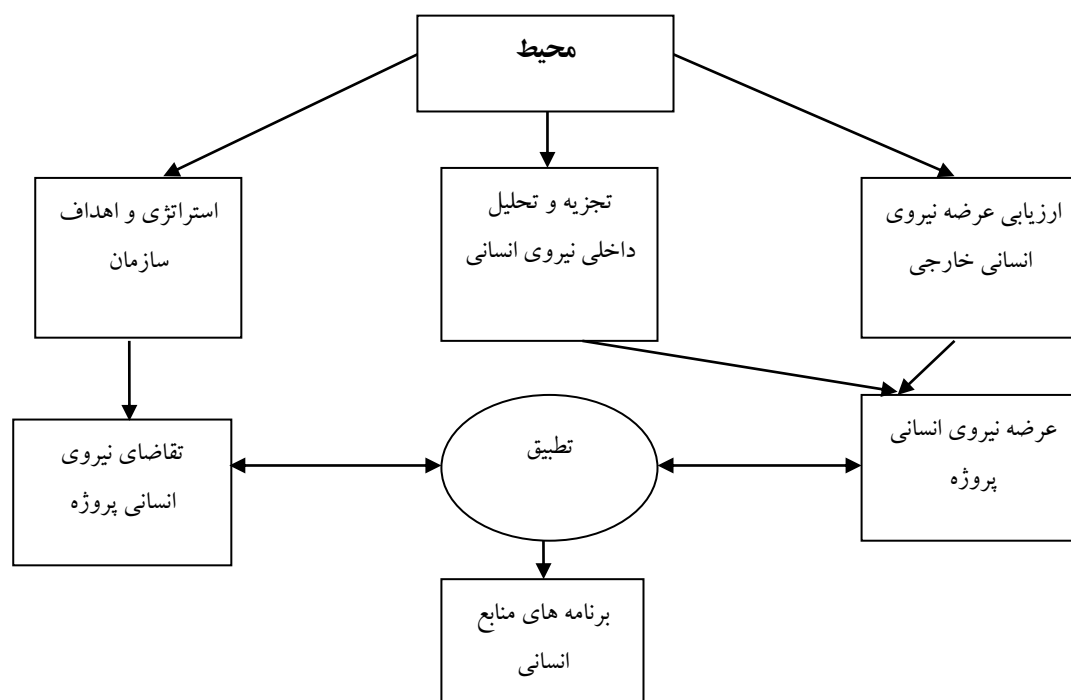 محیط
ارزیابی عرضه نیروی
انسانی خارجی
تجزیه و تحلیل
داخلی نیروی انسانی
استراتژی و اهداف
سازمان
عرضه نیروی انسانی
پروژه
تطبیق
تقاضای نیروی
انسانی پروژه
برنامه های منابع
انسانی